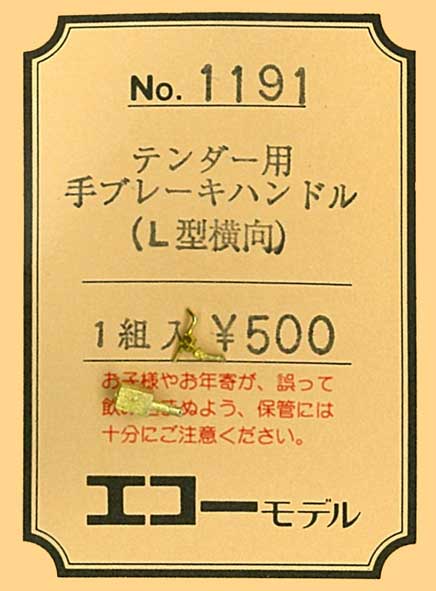 No. 1191
テンダー用
手ブレーキハンドル
(L型横向)
1組入 ¥500
お子様やお年寄が、誤って
飲みこまぬよう、保管には
十分にご注意ください。
エコーモデル